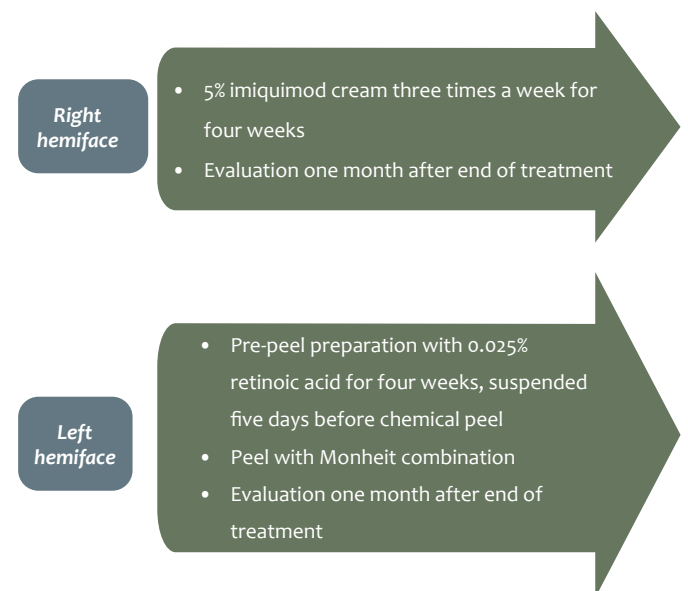 Right
hemiface
• 5% imiquimod cream three times a week for
four weeks
• Evaluation one month after end of treatment
Left
hemiface
• Pre-peel preparation with 0.025%
retinoic acid for four weeks, suspended
five days before chemical peel
• Peel with Monheit combination
• Evaluation one month after end of
treatment